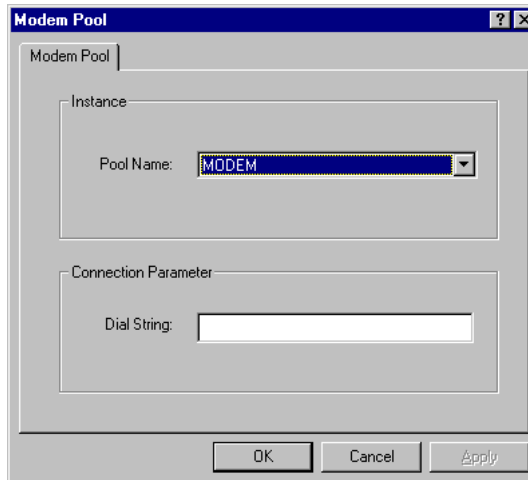 Modem Pool
Modem Pool
Instance
Pool Name: MODEM
Connection Parameter
Dial String:
OK Cancel Apply